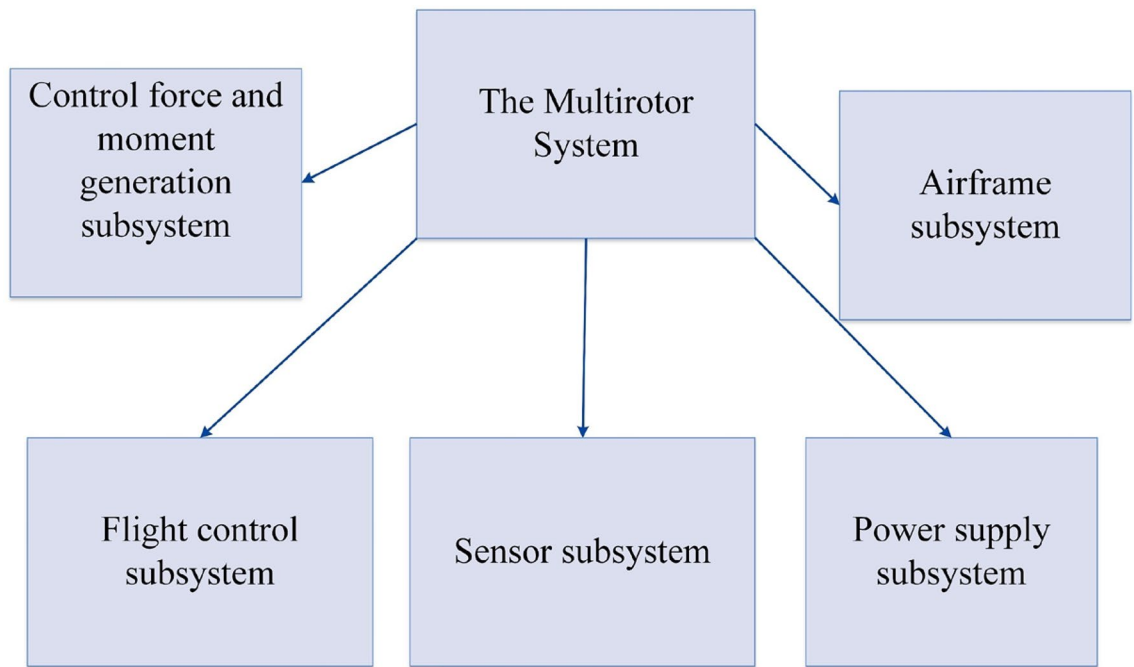 The Multirotor
System
Control force and
moment
generation
subsystem
Airframe
subsystem
Flight control
subsystem
Sensor subsystem
Power supply
subsystem